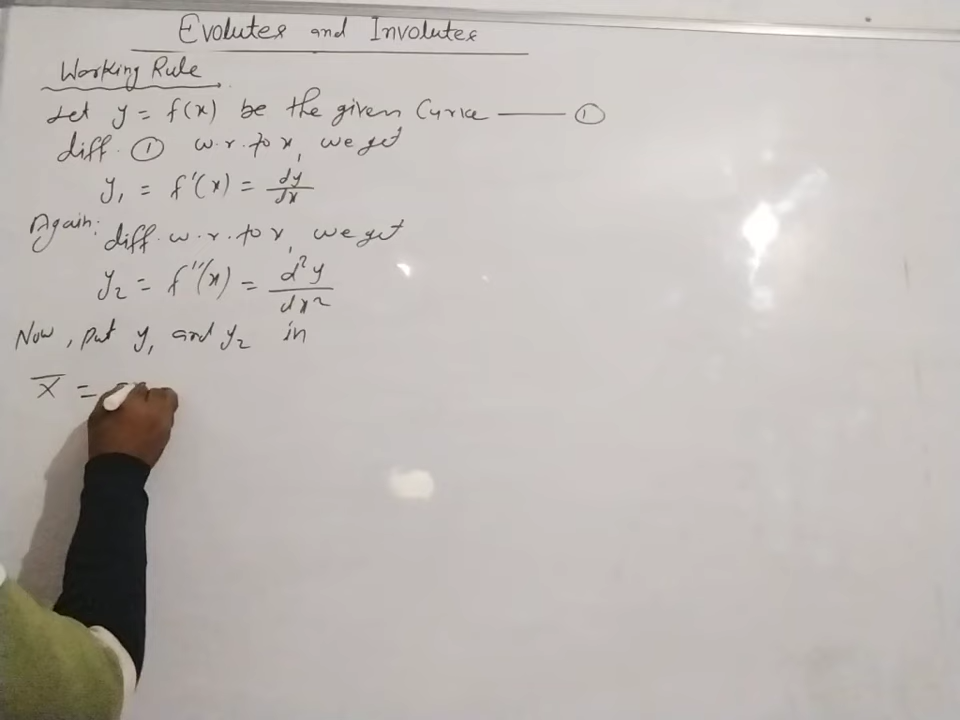 Evolutes and Involutes
Working Rule
Let y = f(x) be the given Curve —— ①
diff. ① w.r.to x, we get
y₁ = f'(x) = dy/dx
Again: diff. w.r.to x, we get
y₂ = f''(x) = d²y/dx²
Now, put y₁ and y₂ in
X̄ =